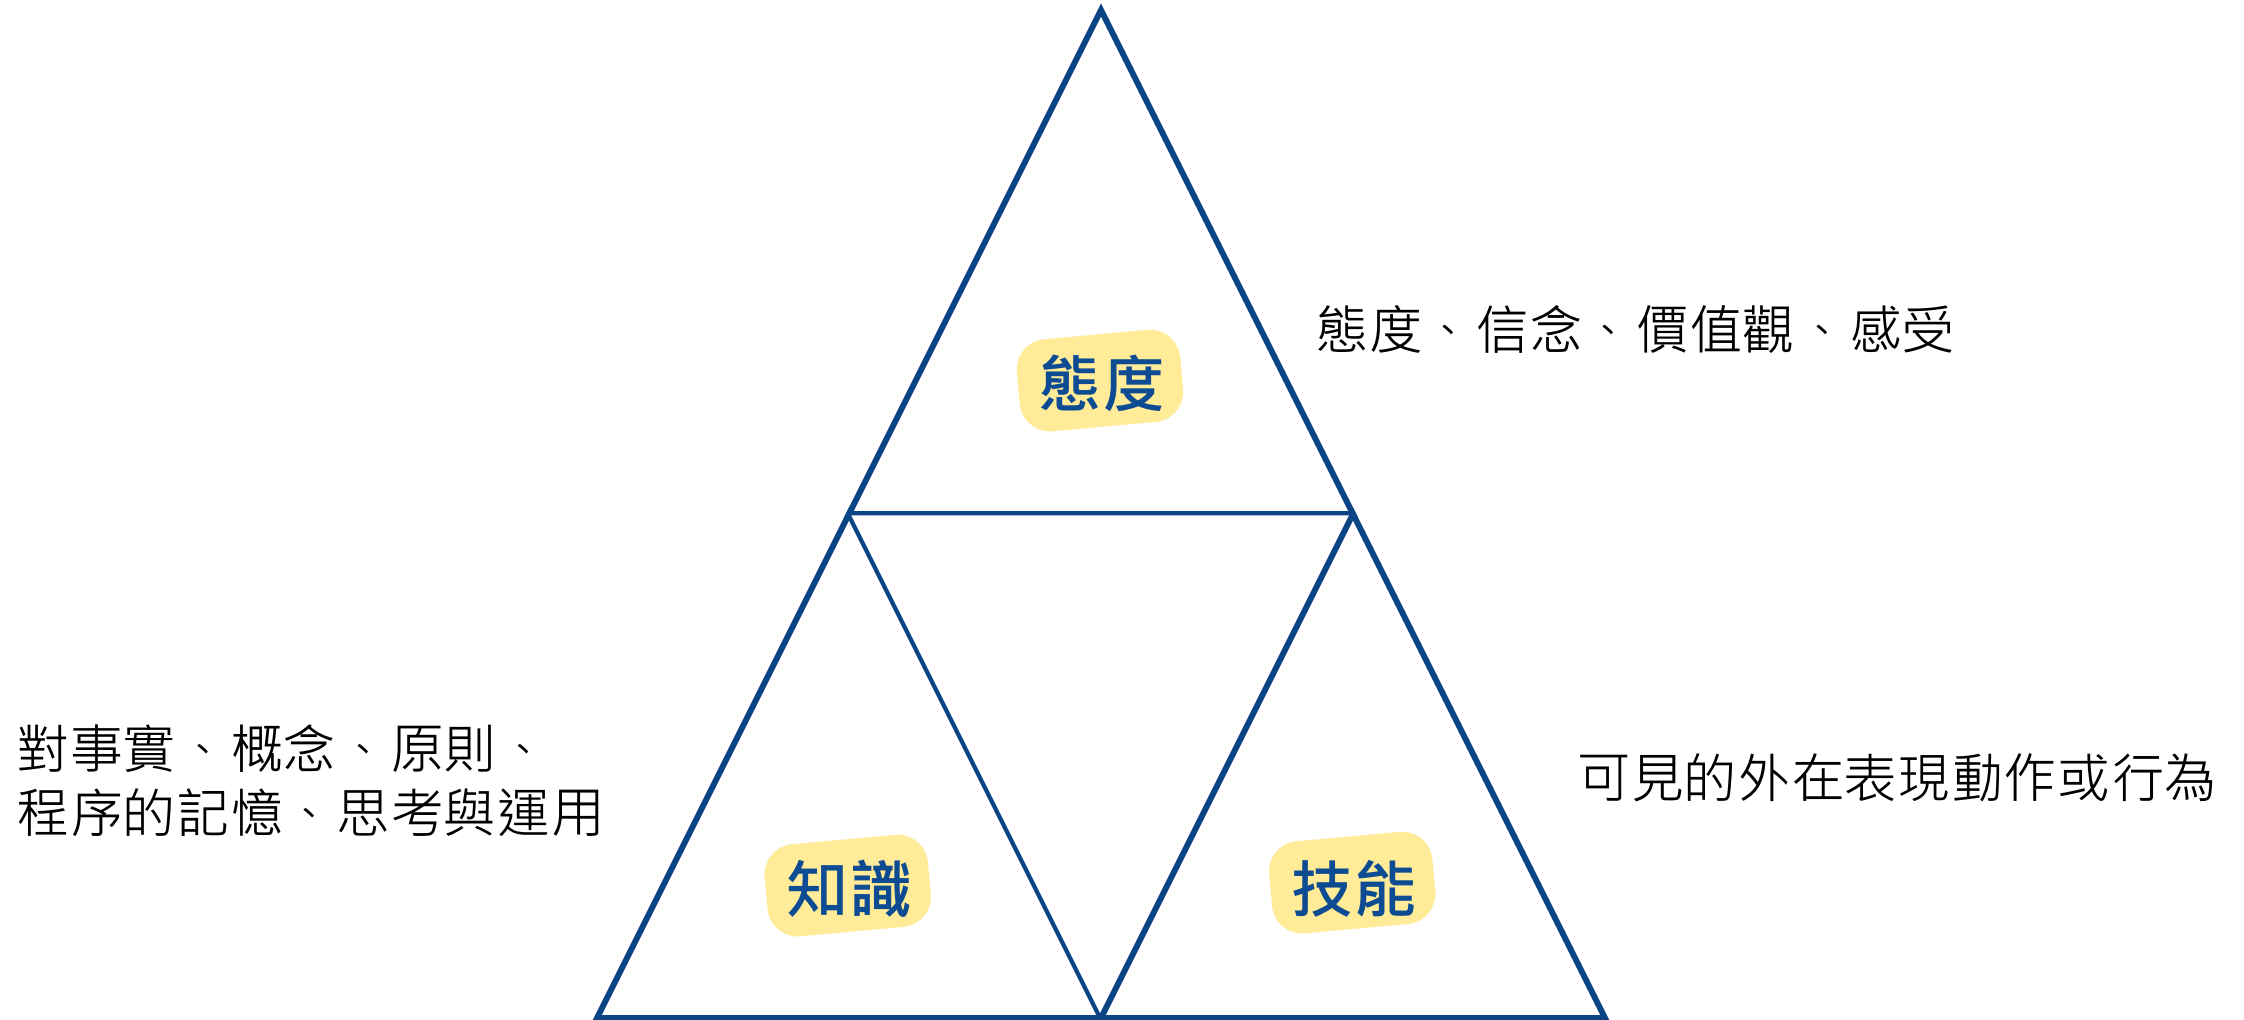 態度、信念、價值觀、感受
態度
對事實、概念、原則、
程序的記憶、思考與運用
可見的外在表現動作或行為
知識
技能